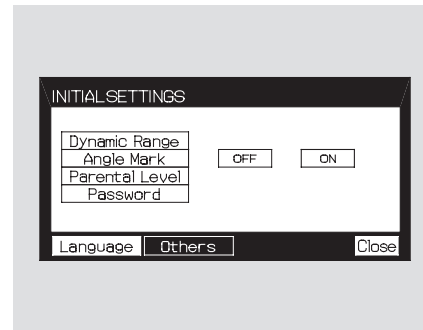 INITIALSETTINGS
Dynamic Range
Angle Mark OFF ON
Parental Level
Password
Language Others Close